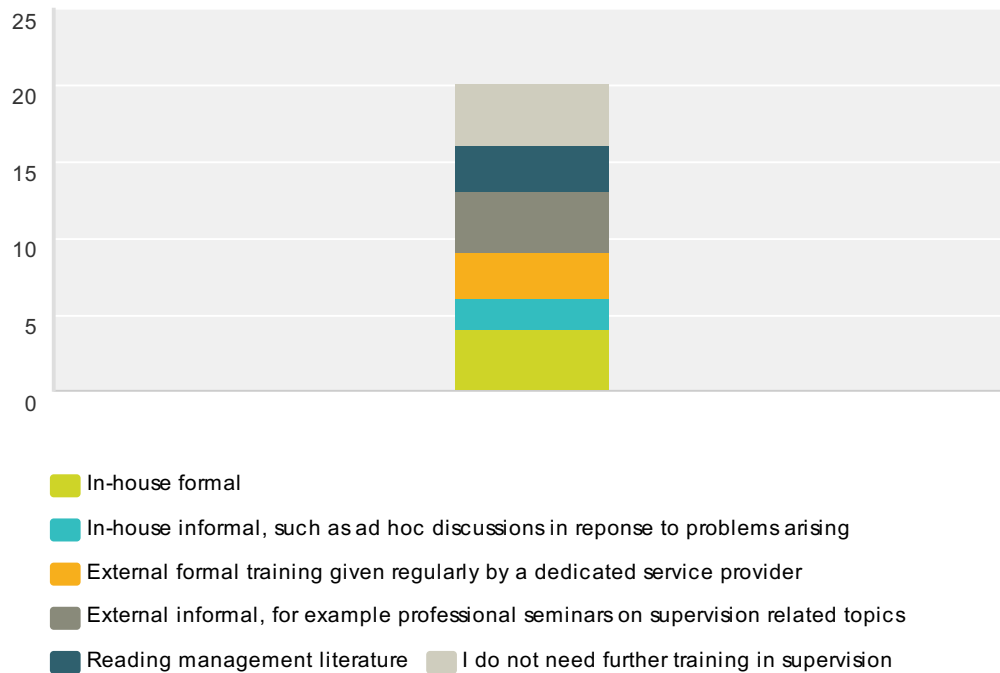 25
20
15
10
5
0
In-house formal
In-house informal, such as ad hoc discussions in reponse to problems arising
External formal training given regularly by a dedicated service provider
External informal, for example professional seminars on supervision related topics
Reading management literature I do not need further training in supervision